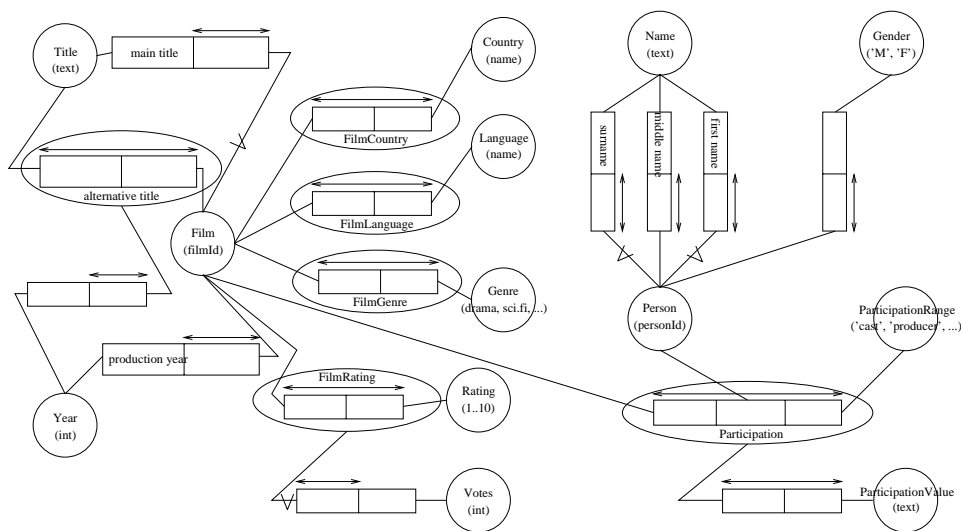 Title
(text)
main title
Country
(name)
Name
(text)
Gender
('M', 'F')
FilmCountry
Language
(name)
surname
middle name
first name
alternative title
Film
(filmId)
FilmLanguage
FilmGenre
Genre
(drama, sci.fi, ...)
Person
(personId)
ParticipationRange
('cast', 'producer', ...)
production year
FilmRating
Rating
(1..10)
Year
(int)
Participation
Votes
(int)
ParticipationValue
(text)